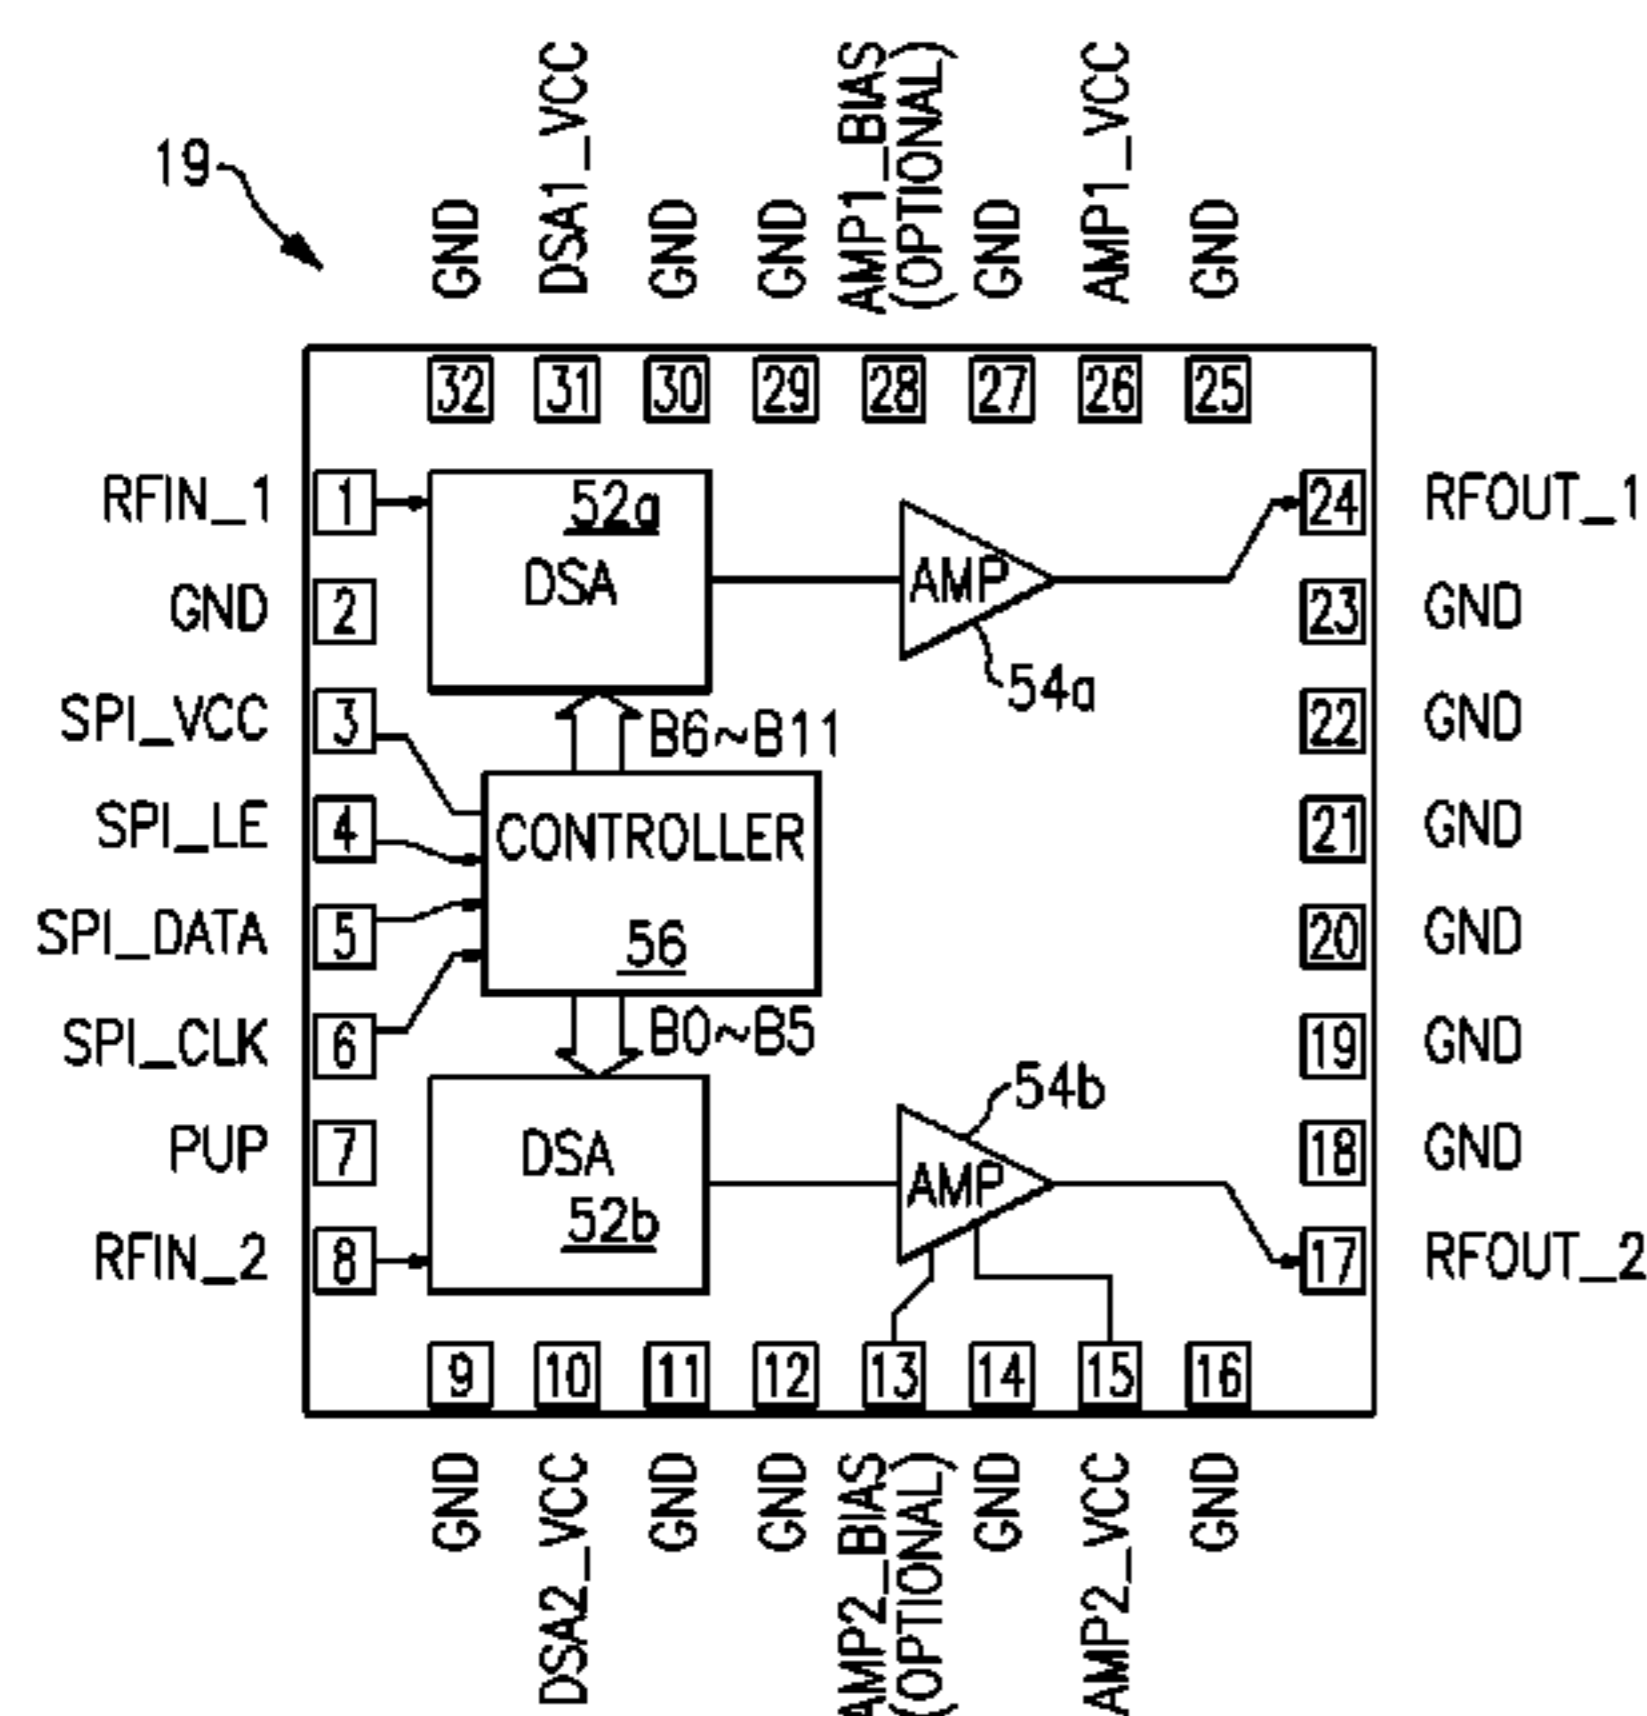 19
GND
DSA1_VCC
GND
GND
AMP1_BIAS
(OPTIONAL)
GND
AMP1_VCC
GND
32 31 30 29 28 27 26 25
RFIN_1 1
52a
DSA
AMP
54a
24 RFOUT_1
GND 2
23 GND
SPI_VCC 3
B6~B11
22 GND
SPI_LE 4
CONTROLLER
56
21 GND
SPI_DATA 5
20 GND
SPI_CLK 6
B0~B5
19 GND
PUP 7
DSA
52b
AMP
54b
18 GND
RFIN_2 8
17 RFOUT_2
9 10 11 12 13 14 15 16
GND
DSA2_VCC
GND
GND
AMP2_BIAS
(OPTIONAL)
GND
AMP2_VCC
GND